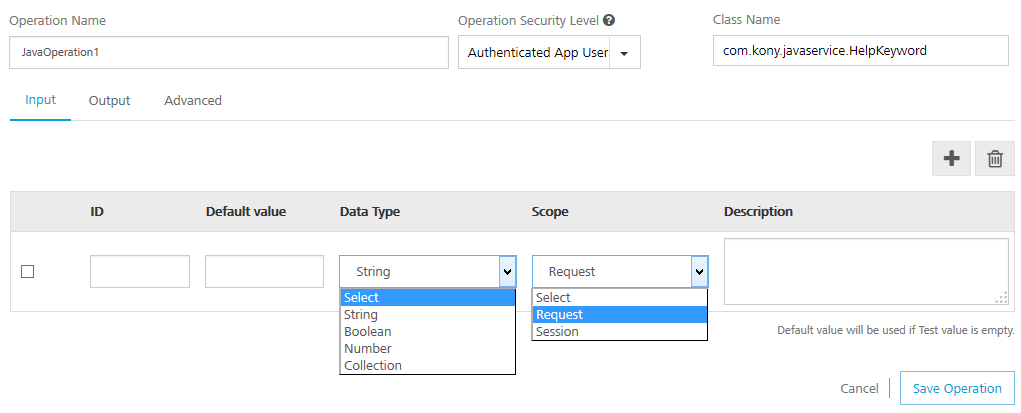 Operation Name
Operation Security Level
Class Name
JavaOperation1
Authenticated App User
com.kony.javaservice.HelpKeyword
Input
Output
Advanced
ID
Default value
Data Type
Scope
Description
String
Request
Select
String
Boolean
Number
Collection
Select
Request
Session
Default value will be used if Test value is empty.
Cancel
Save Operation